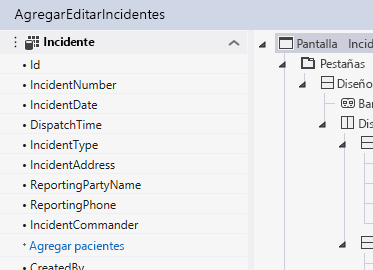 AgregarEditarIncidentes
Incidente
Id
IncidentNumber
IncidentDate
DispatchTime
IncidentType
IncidentAddress
ReportingPartyName
ReportingPhone
IncidentCommander
+ Agregar pacientes
CreatedBy
Pantalla Incid
Pestañas
Diseño
Bar
Dis